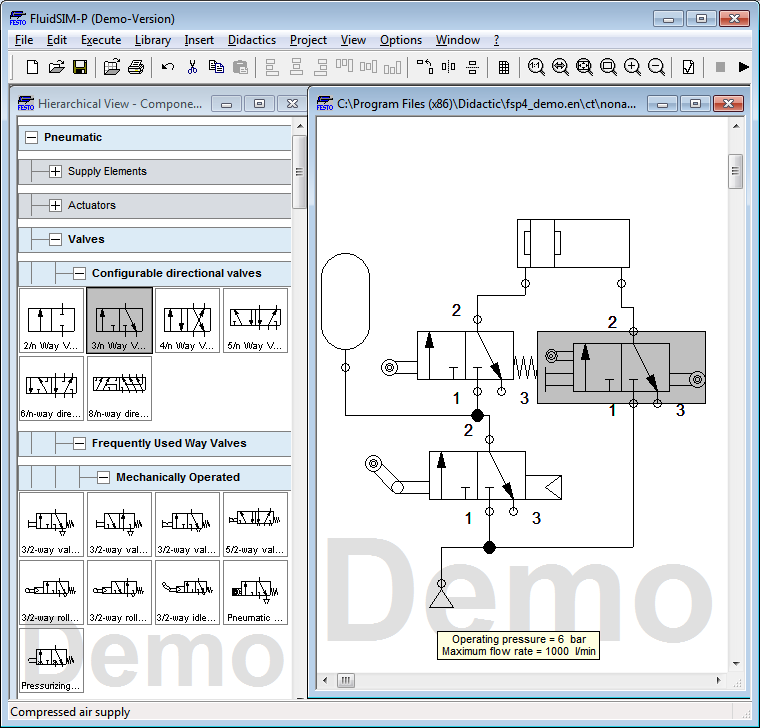 FluidSIM-P (Demo-Version)
File Edit Execute Library Insert Didactics Project View Options Window ?
Hierarchical View - Compone...
C:\Program Files (x86)\Didactic\fsp4_demo.en\ct\nona...
Pneumatic
Supply Elements
Actuators
Valves
Configurable directional valves
2/n Way V... 3/n Way V... 4/n Way V... 5/n Way V...
6/n-way dire... 8/n-way dire...
Frequently Used Way Valves
Mechanically Operated
3/2-way val... 3/2-way val... 3/2-way val... 5/2-way val...
3/2-way roll... 3/2-way roll... 3/2-way idle... Pneumatic ...
Pressurizing...
Demo
2
2
1 3
1 3
2
1 3
Demo
Operating pressure = 6 bar
Maximum flow rate = 1000 l/min
Compressed air supply